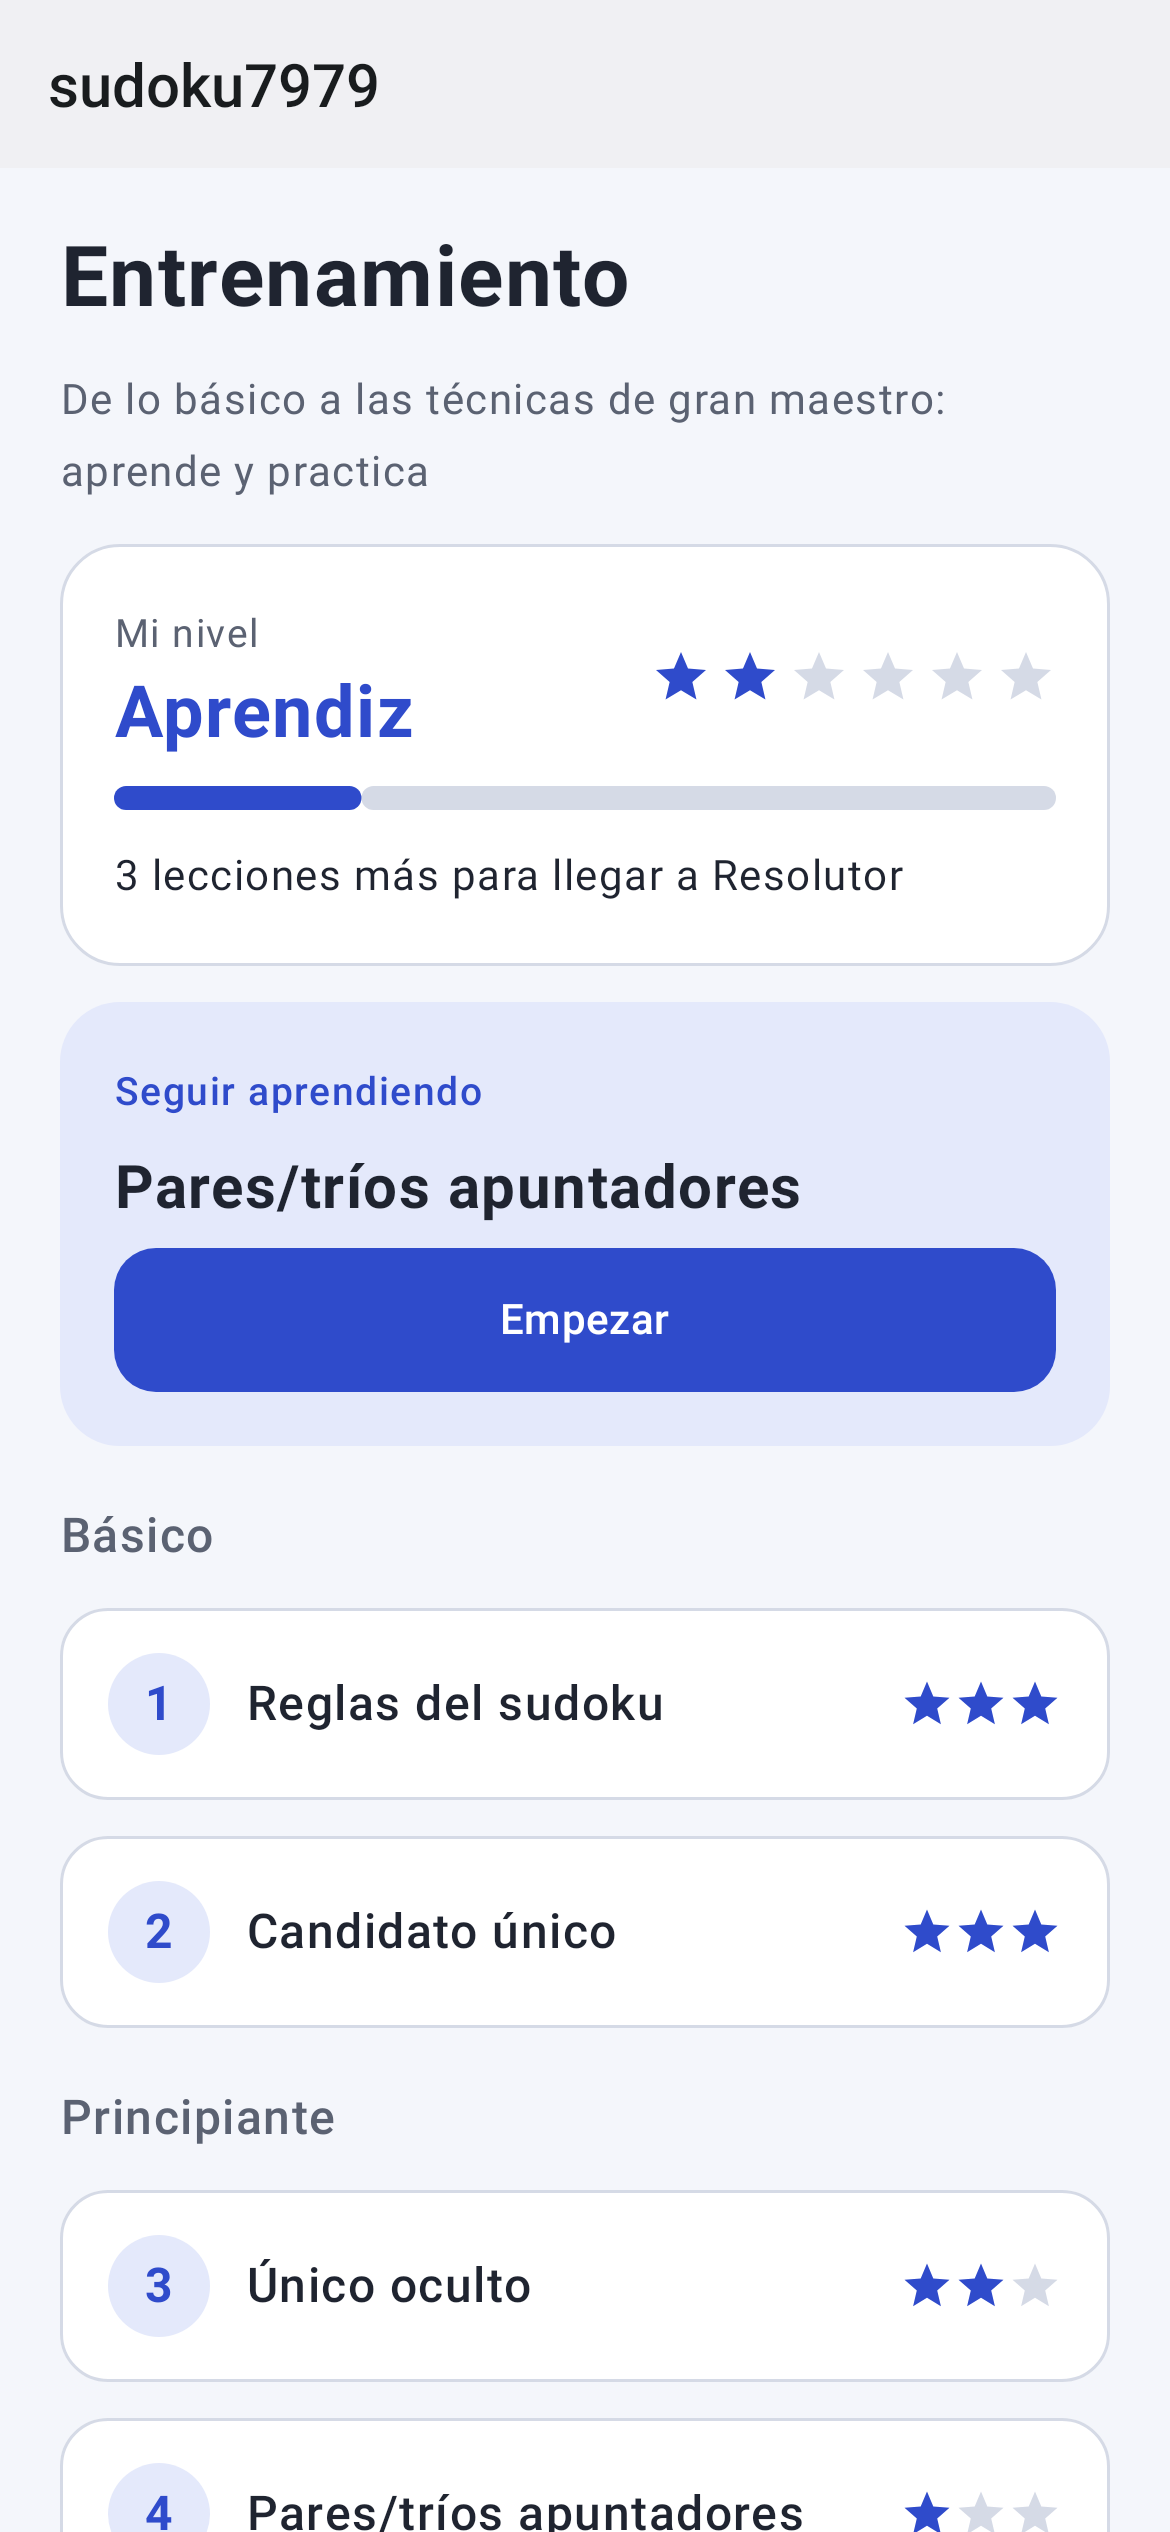 sudoku7979
Entrenamiento
De lo básico a las técnicas de gran maestro:
aprende y practica
Mi nivel
Aprendiz
3 lecciones más para llegar a Resolutor
Seguir aprendiendo
Pares/tríos apuntadores
Empezar
Básico
1 Reglas del sudoku
2 Candidato único
Principiante
3 Único oculto
4 Pares/tríos apuntadores